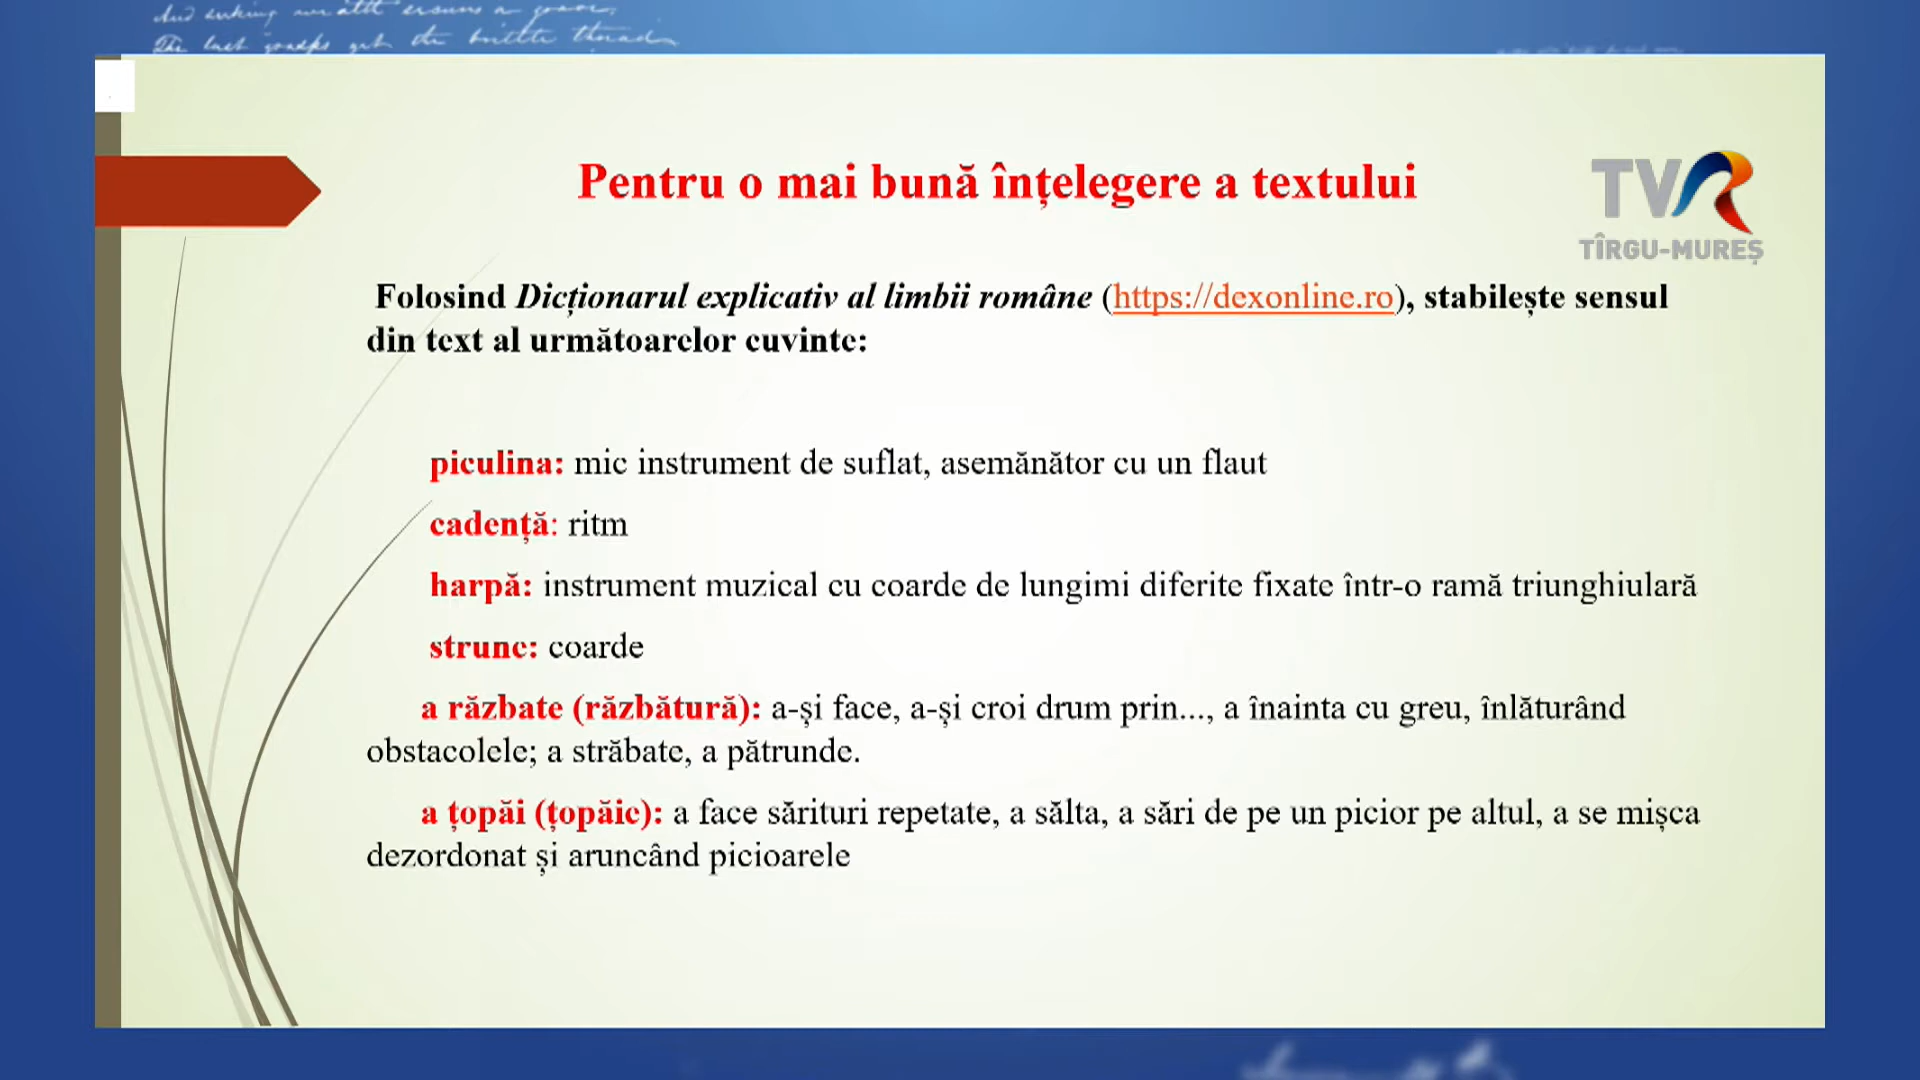 Pentru o mai bună înțelegere a textului
TVR
TÎRGU-MUREȘ
Folosind Dicționarul explicativ al limbii române (https://dexonline.ro), stabilește sensul
din text al următoarelor cuvinte:
piculina: mic instrument de suflat, asemănător cu un flaut
cadență: ritm
harpă: instrument muzical cu coarde de lungimi diferite fixate într-o ramă triunghiulară
strune: coarde
a răzbate (răzbătură): a-și face, a-și croi drum prin..., a înainta cu greu, înlăturând
obstacolele; a străbate, a pătrunde.
a țopăi (țopăie): a face sărituri repetate, a sălta, a sări de pe un picior pe altul, a se mișca
dezordonat și aruncând picioarele